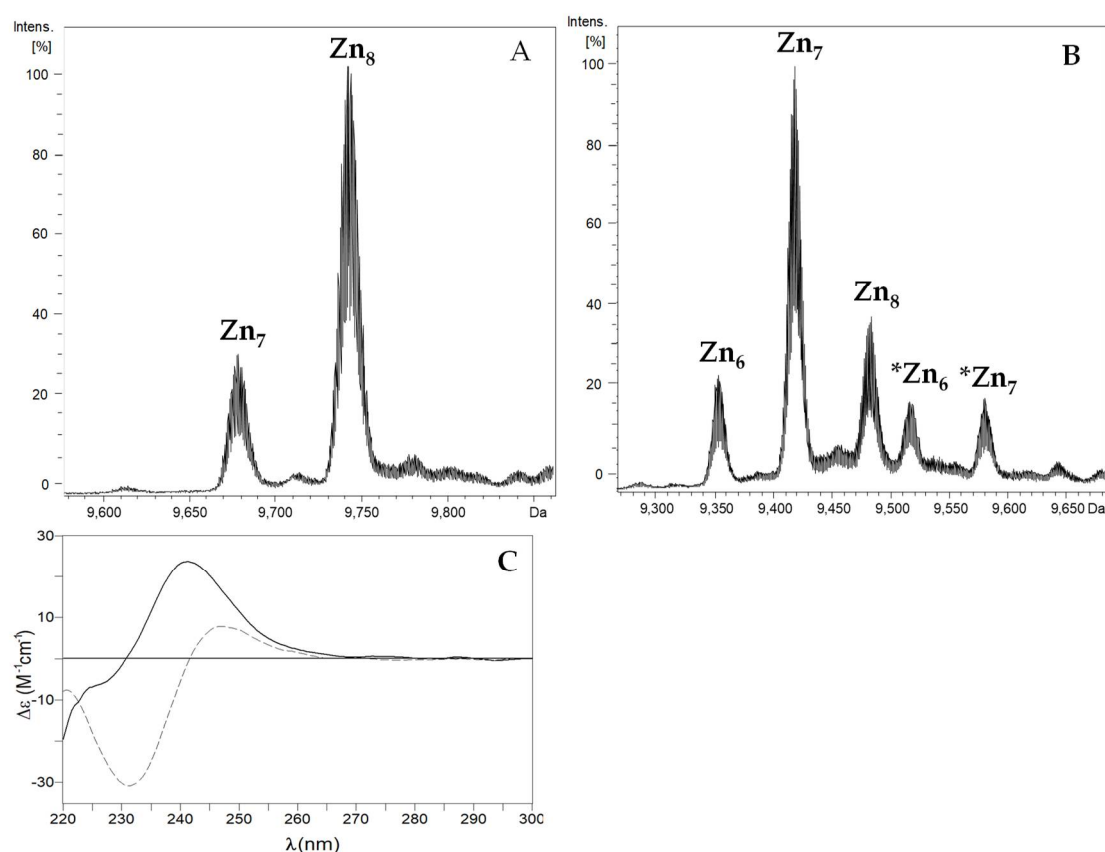 Intens.
[%]
A
Zn₈
Zn₇
100
80
60
40
20
0
9,600 9,650 9,700 9,750 9,800 Da
Intens.
[%]
B
Zn₇
Zn₈
Zn₆
*Zn₆ *Zn₇
100
80
60
40
20
0
9,300 9,350 9,400 9,450 9,500 9,550 9,600 9,650 Da
C
30
10
-10
-30
Δε (M⁻¹cm⁻¹)
220 230 240 250 260 270 280 290 300
λ(nm)